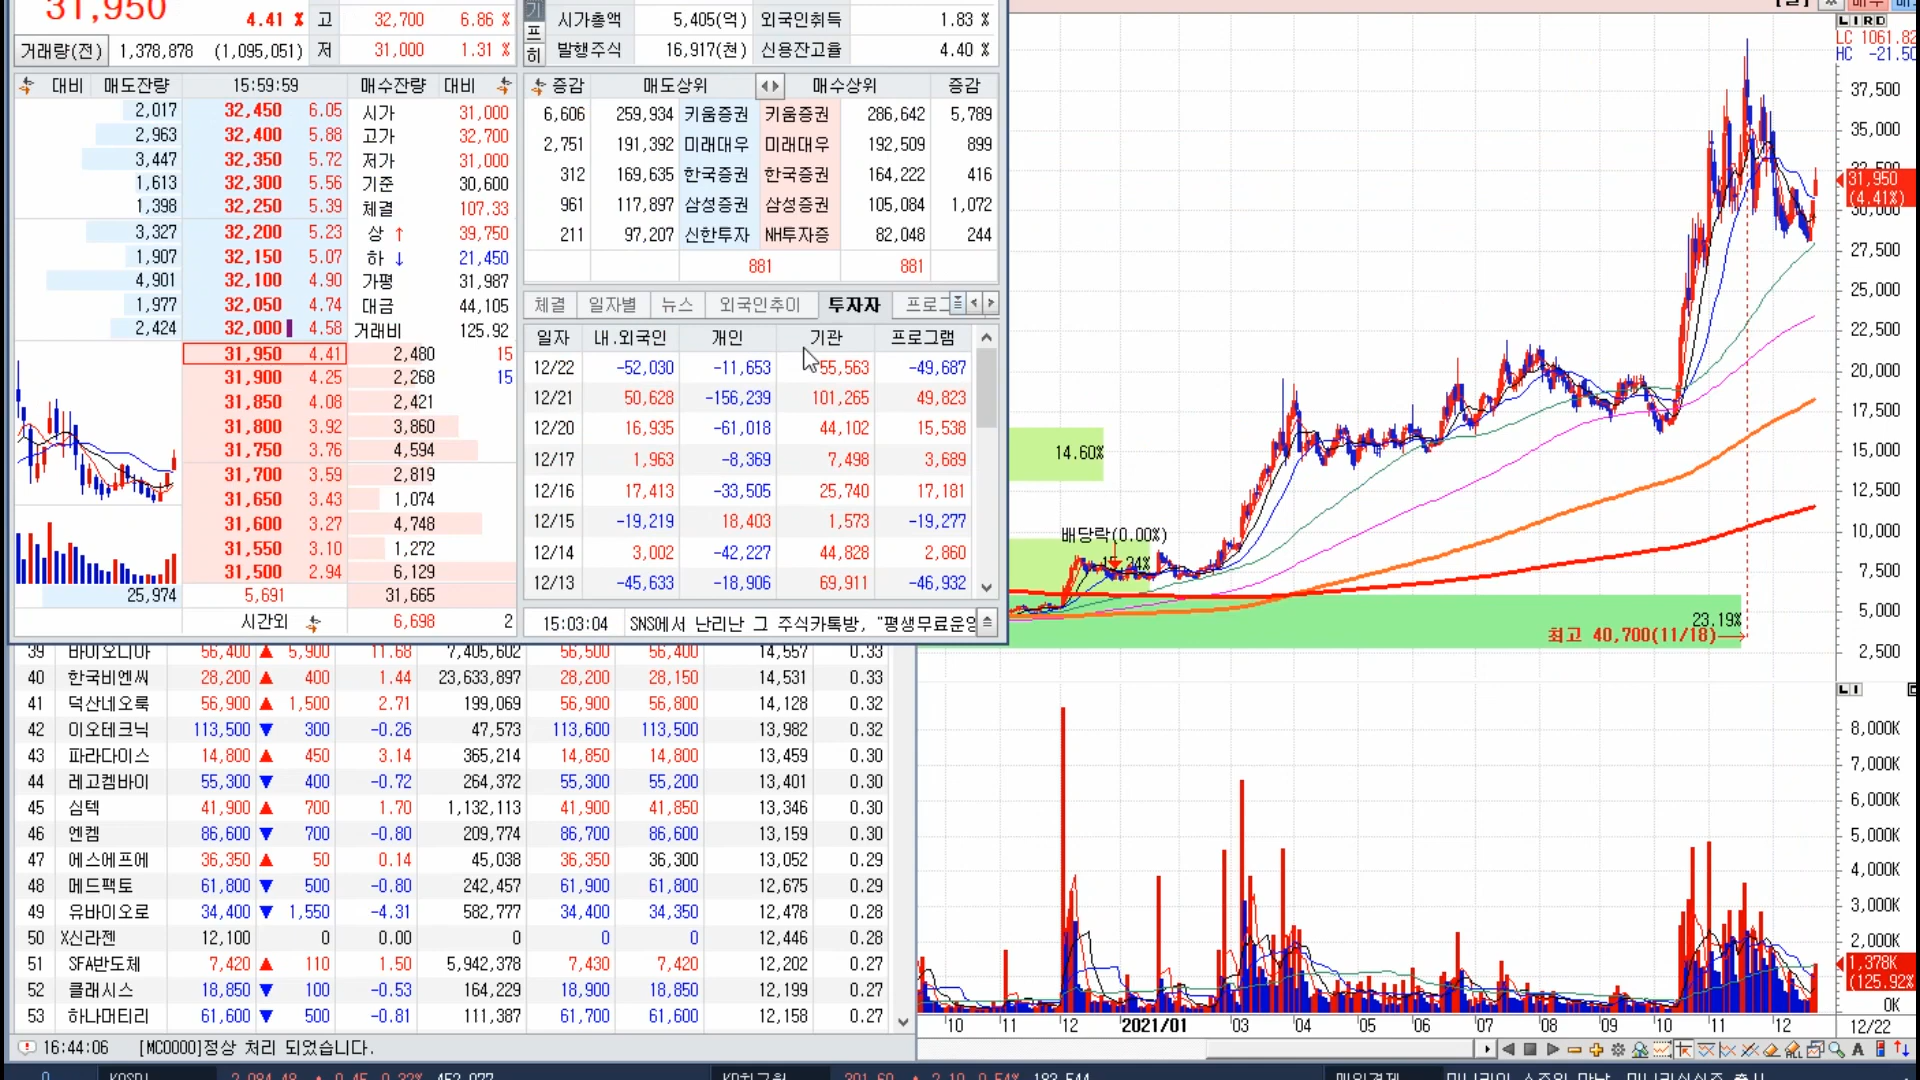 31,950 4.41 % 고 32,700 6.86 %
거래량(전) 1,378,878 (1,095,051) 저 31,000 1.31 %
대비 매도잔량 15:59:59 매수잔량 대비
2,017 32,450 6.05 시가 31,000
2,963 32,400 5.88 고가 32,700
3,447 32,350 5.72 저가 31,000
1,613 32,300 5.56 기준 30,600
1,398 32,250 5.39 체결 107.33
3,327 32,200 5.23 상 ↑ 39,750
1,907 32,150 5.07 하 ↓ 21,450
4,901 32,100 4.90 가평 31,987
1,977 32,050 4.74 대금 44,105
2,424 32,000 4.58 거래비 125.92
31,950 4.41 2,480 15
31,900 4.25 2,268 15
31,850 4.08 2,421
31,800 3.92 3,860
31,750 3.76 4,594
31,700 3.59 2,819
31,650 3.43 1,074
31,600 3.27 4,748
31,550 3.10 1,272
31,500 2.94 6,129
25,974 5,691 31,665
시간외 6,698 2
기
프
히
시가총액 5,405(억) 외국인취득 1.83 %
발행주식 16,917(천) 신용잔고율 4.40 %
증감 매도상위 매수상위 증감
6,606 259,934 키움증권 키움증권 286,642 5,789
2,751 191,392 미래대우 미래대우 192,509 899
312 169,635 한국증권 한국증권 164,222 416
961 117,897 삼성증권 삼성증권 105,084 1,072
211 97,207 신한투자 NH투자증 82,048 244
881 881
체결 일자별 뉴스 외국인추이 투자자 프로그
일자 내.외국인 개인 기관 프로그램
12/22 -52,030 -11,653 55,563 -49,687
12/21 50,628 -156,239 101,265 49,823
12/20 16,935 -61,018 44,102 15,538
12/17 1,963 -8,369 7,498 3,689
12/16 17,413 -33,505 25,740 17,181
12/15 -19,219 18,403 1,573 -19,277
12/14 3,002 -42,227 44,828 2,860
12/13 -45,633 -18,906 69,911 -46,932
15:03:04 SNS에서 난리난 그 주식카톡방, "평생무료운영
39 바이오니아 56,400 ▲ 5,900 11.68 7,405,602 56,500 56,400 14,557 0.33
40 한국비엔씨 28,200 ▲ 400 1.44 23,633,897 28,200 28,150 14,531 0.33
41 덕산네오룩 56,900 ▲ 1,500 2.71 199,069 56,900 56,800 14,128 0.32
42 이오테크닉 113,500 ▼ 300 -0.26 47,573 113,600 113,500 13,982 0.32
43 파라다이스 14,800 ▲ 450 3.14 365,214 14,850 14,800 13,459 0.30
44 레고켐바이 55,300 ▼ 400 -0.72 264,372 55,300 55,200 13,401 0.30
45 심텍 41,900 ▲ 700 1.70 1,132,113 41,900 41,850 13,346 0.30
46 엔켐 86,600 ▼ 700 -0.80 209,774 86,700 86,600 13,159 0.30
47 에스에프에 36,350 ▲ 50 0.14 45,038 36,350 36,300 13,052 0.29
48 메드팩토 61,800 ▼ 500 -0.80 242,457 61,900 61,800 12,675 0.29
49 유바이오로 34,400 ▼ 1,550 -4.31 582,777 34,400 34,350 12,478 0.28
50 X신라젠 12,100 0 0.00 0 0 0 12,446 0.28
51 SFA반도체 7,420 ▲ 110 1.50 5,942,378 7,430 7,420 12,202 0.27
52 클래시스 18,850 ▼ 100 -0.53 164,229 18,900 18,850 12,199 0.27
53 하나머티리 61,600 ▼ 500 -0.81 111,387 61,700 61,600 12,158 0.27
16:44:06 [MC0000]정상 처리 되었습니다.
L I R D
LC 1061.82
HC -21.50
37,500
35,000
32,500
31,950
(4.41%)
30,000
27,500
25,000
22,500
20,000
17,500
15,000
12,500
10,000
7,500
5,000
2,500
14.60%
배당락(0.00%)
15.24%
23.19%
최고 40,700(11/18)
L I
8,000K
7,000K
6,000K
5,000K
4,000K
3,000K
2,000K
1,378K
(125.92%
0K
10 11 12 2021/01 03 04 05 06 07 08 09 10 11 12 12/22